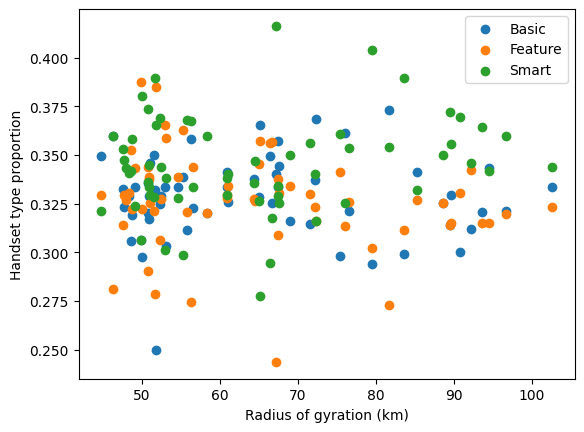 Basic
Feature
Smart
0.400
0.375
0.350
0.325
0.300
0.275
0.250
Handset type proportion
50 60 70 80 90 100
Radius of gyration (km)